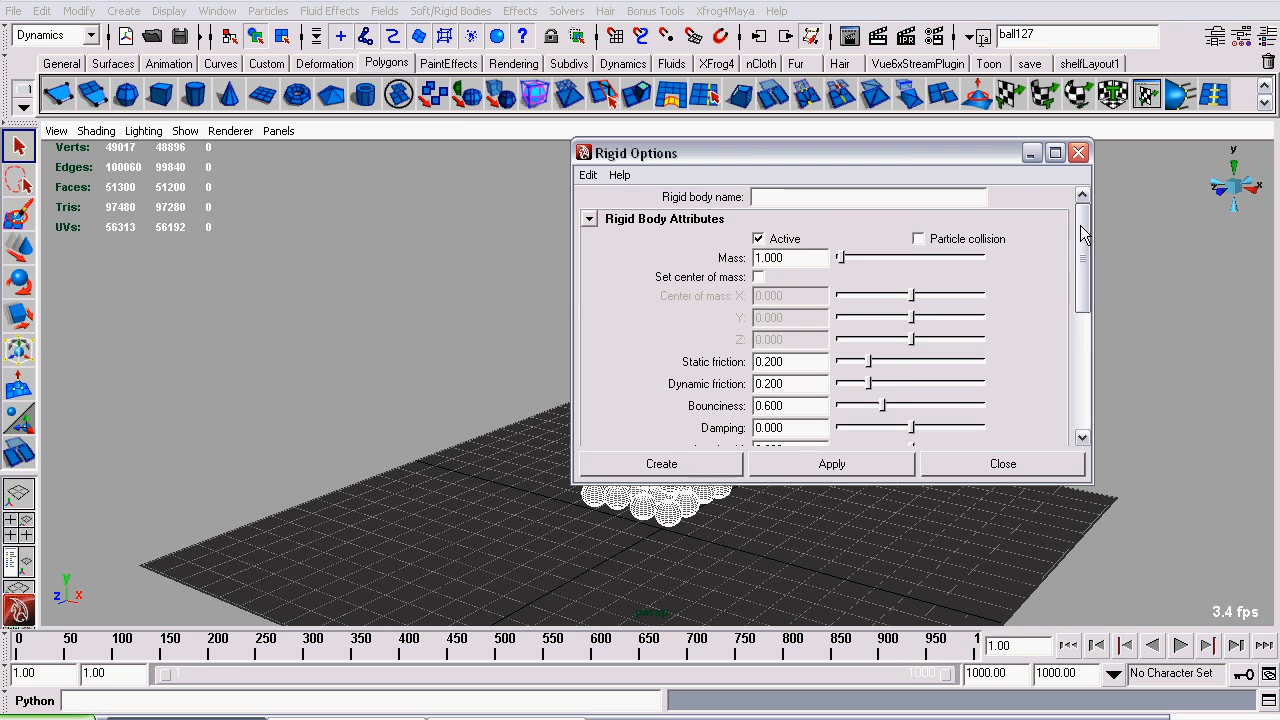 File Edit Modify Create Display Window Particles Fluid Effects Fields Soft/Rigid Bodies Effects Solvers Hair Bonus Tools Xfrog4Maya Help
Dynamics ball127
General Surfaces Animation Curves Custom Deformation Polygons PaintEffects Rendering Subdivs Dynamics Fluids XFrog4 nCloth Fur Hair Vue6xStreamPlugin Toon save shelfLayout1
View Shading Lighting Show Renderer Panels
Verts: 49017 48896 0
Edges: 100060 99840 0
Faces: 51300 51200 0
Tris: 97480 97280 0
UVs: 56313 56192 0
y
x
Rigid Options
Edit Help
Rigid body name:
Rigid Body Attributes
Active Particle collision
Mass: 1.000
Set center of mass:
Center of mass: X: 0.000
Y: 0.000
Z: 0.000
Static friction: 0.200
Dynamic friction: 0.200
Bounciness: 0.600
Damping: 0.000
Create Apply Close
y
z x
3.4 fps
0 50 100 150 200 250 300 350 400 450 500 550 600 650 700 750 800 850 900 950 1
1.00
1.00 1.00 1 1000 1000.00 1000.00 No Character Set
Python